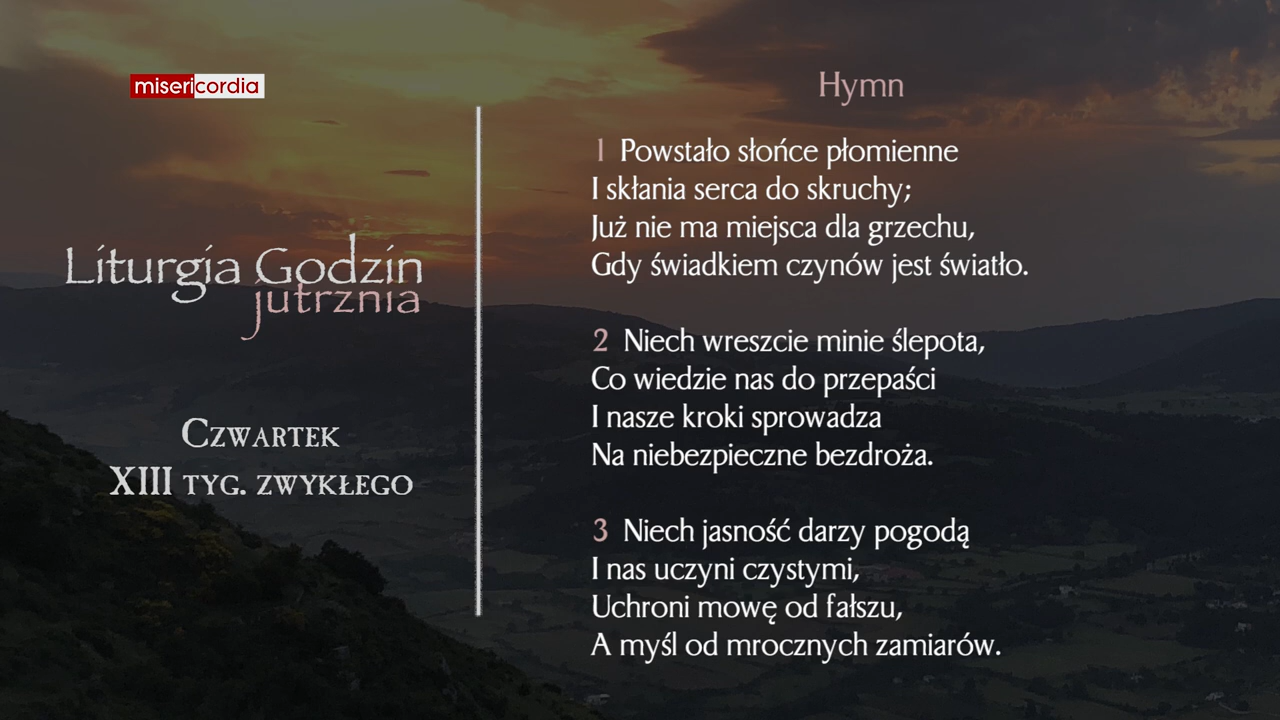 misericordia
Liturgia Godzin
jutrznia
Czwartek
XIII tyg. zwykłego
Hymn
1 Powstało słońce płomienne
I skłania serca do skruchy;
Już nie ma miejsca dla grzechu,
Gdy świadkiem czynów jest światło.
2 Niech wreszcie minie ślepota,
Co wiedzie nas do przepaści
I nasze kroki sprowadza
Na niebezpieczne bezdroża.
3 Niech jasność darzy pogodą
I nas uczyni czystymi,
Uchroni mowę od fałszu,
A myśl od mrocznych zamiarów.